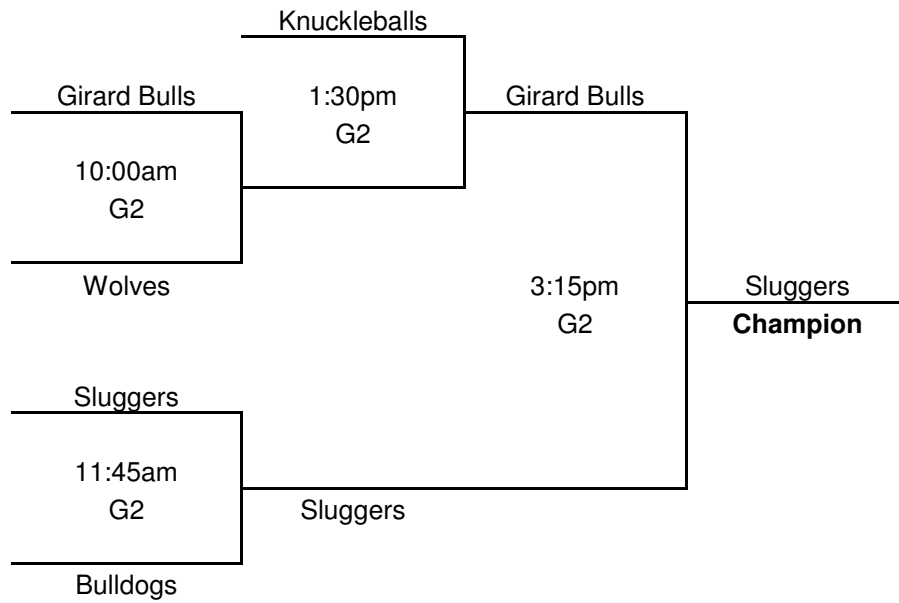 Knuckleballs
Girard Bulls
1:30pm
Girard Bulls
G2
10:00am
G2
Wolves
3:15pm
Sluggers
G2
Champion
Sluggers
11:45am
G2
Sluggers
Bulldogs